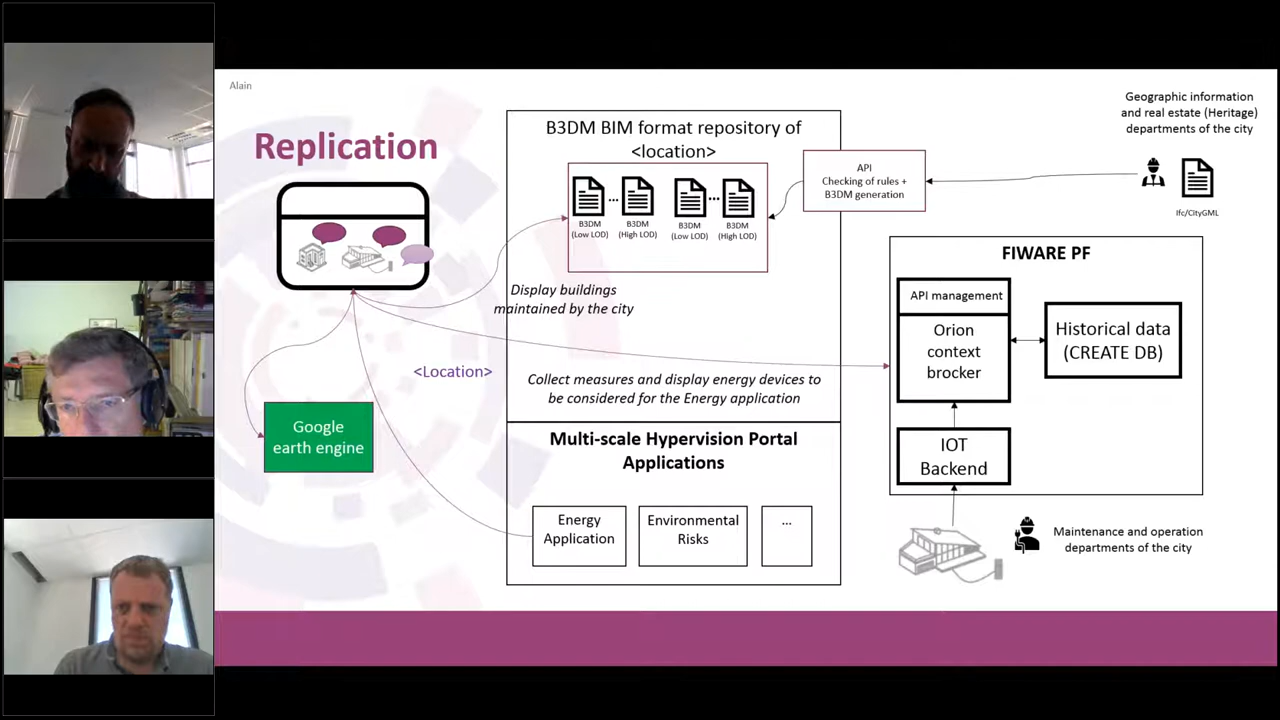 Alain
Replication
B3DM BIM format repository of
<location>
B3DM
(Low LOD)
...
B3DM
(High LOD)
B3DM
(Low LOD)
...
B3DM
(High LOD)
API
Checking of rules +
B3DM generation
Geographic information
and real estate (Heritage)
departments of the city
Ifc/CItyGML
Display buildings
maintained by the city
<Location>
Collect measures and display energy devices to
be considered for the Energy application
Google
earth engine
Multi-scale Hypervision Portal
Applications
Energy
Application
Environmental
Risks
...
FIWARE PF
API management
Orion
context
brocker
Historical data
(CREATE DB)
IOT
Backend
Maintenance and operation
departments of the city